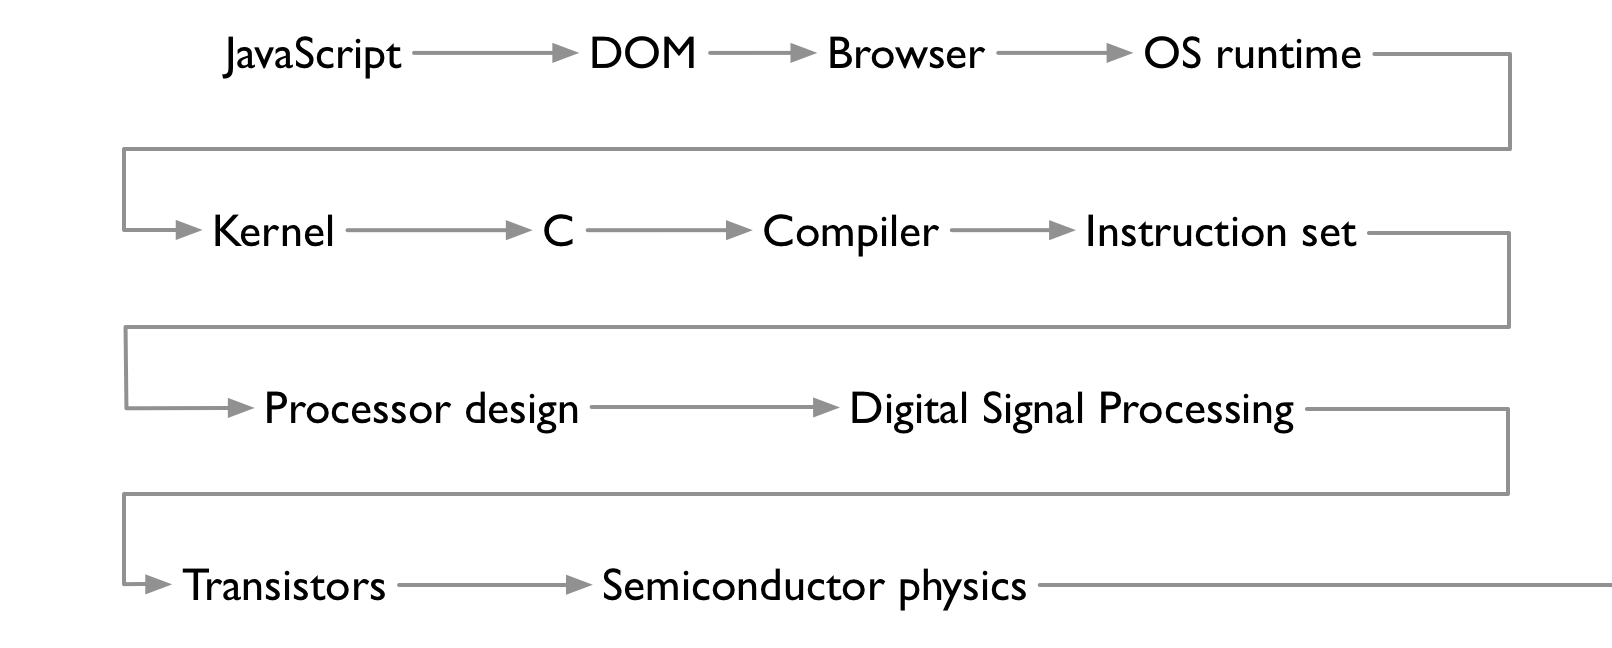 JavaScript DOM Browser OS runtime
Kernel C Compiler Instruction set
Processor design Digital Signal Processing
Transistors Semiconductor physics